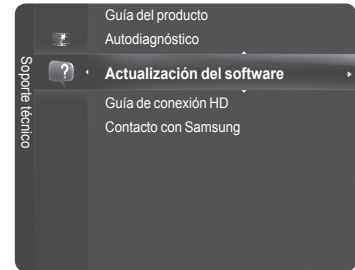 Soporte técnico
Guía del producto
Autodiagnóstico
Actualización del software
Guía de conexión HD
Contacto con Samsung